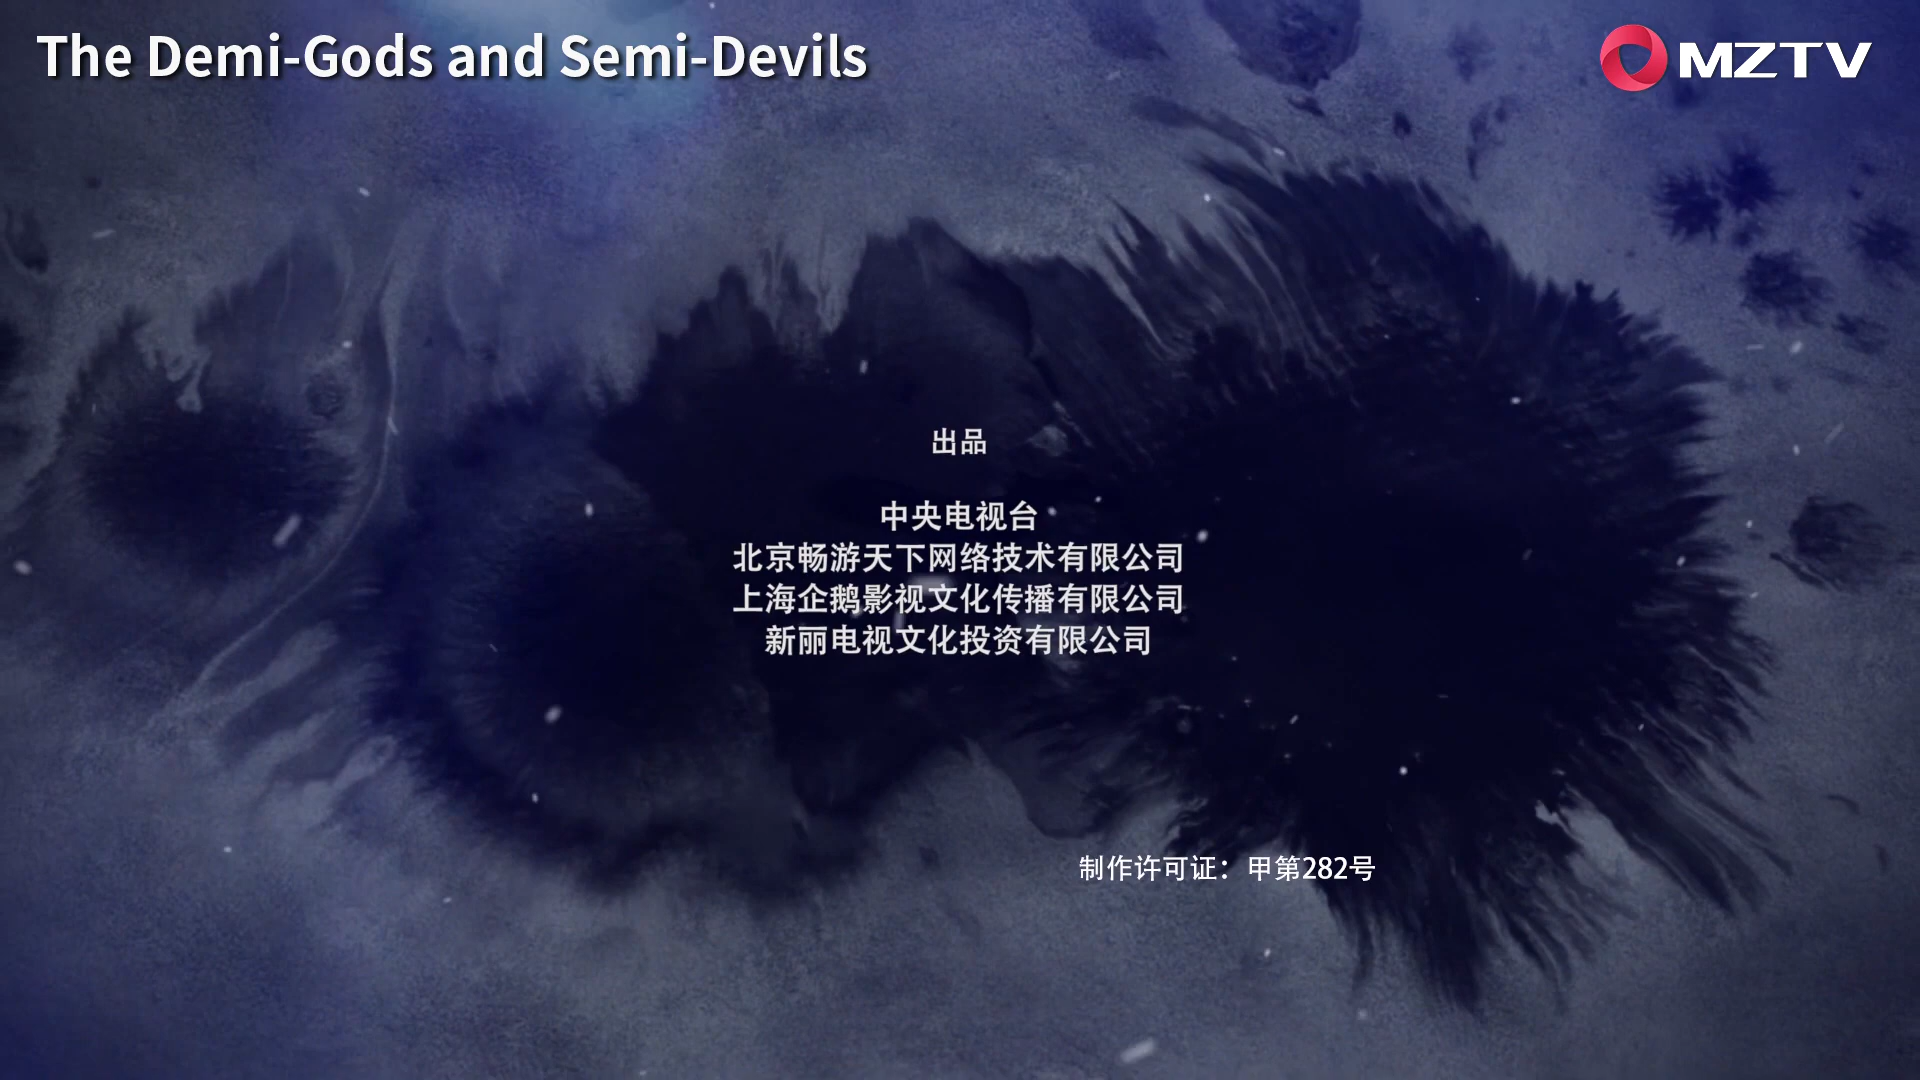 The Demi-Gods and Semi-Devils
MZTV
出品
中央电视台
北京畅游天下网络技术有限公司
上海企鹅影视文化传播有限公司
新丽电视文化投资有限公司
制作许可证：甲第282号